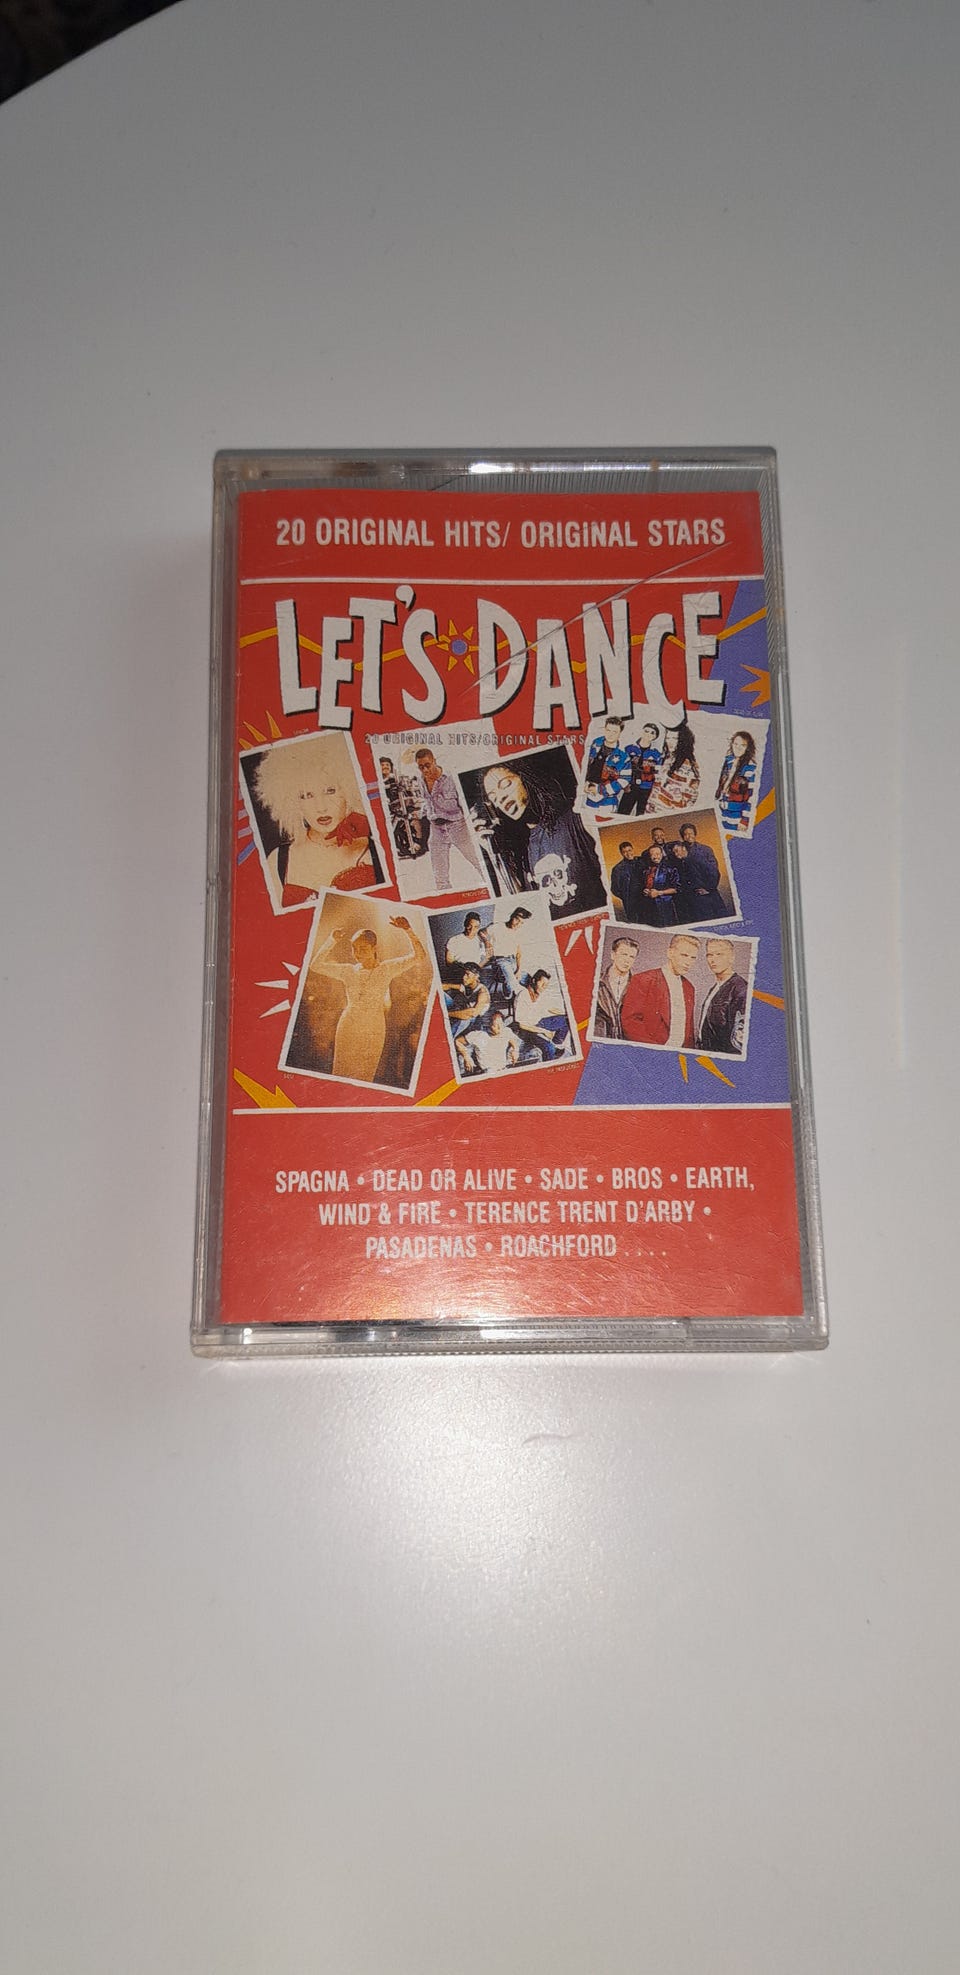 20 ORIGINAL HITS/ ORIGINAL STARS
LET'S DANCE
20 ORIGINAL HITS/ORIGINAL STARS
SPAGNA • DEAD OR ALIVE • SADE • BROS • EARTH,
WIND & FIRE • TERENCE TRENT D'ARBY •
PASADENAS • ROACHFORD . . . .